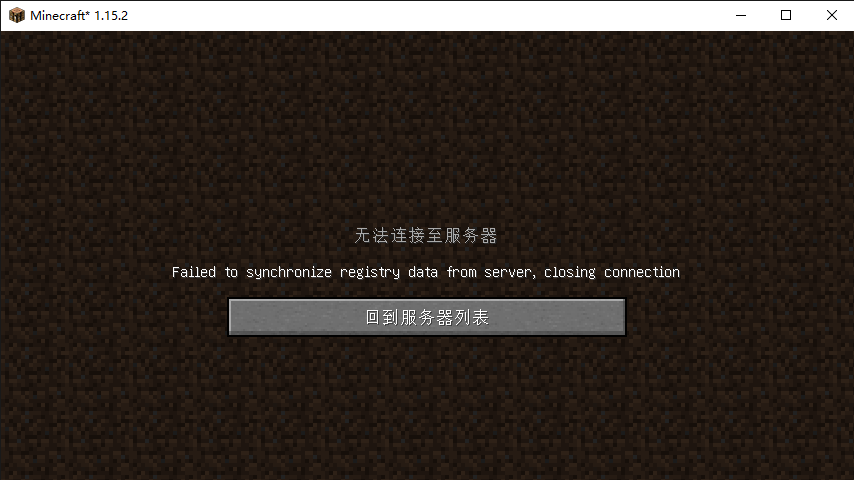 Minecraft* 1.15.2
无法连接至服务器
Failed to synchronize registry data from server, closing connection
回到服务器列表